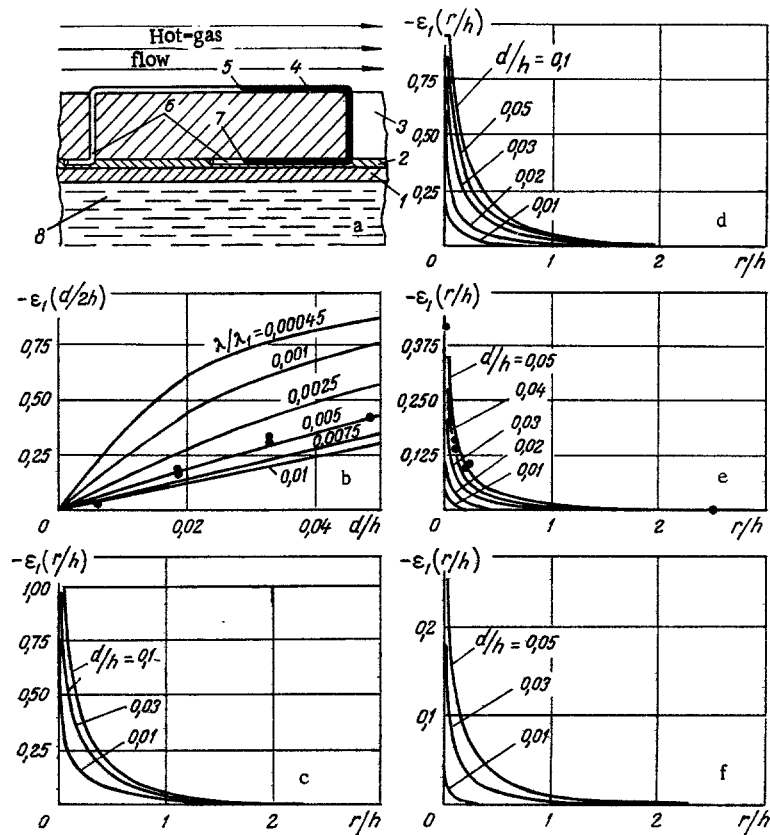 Hot-gas
flow
5
4
6
7
3
2
1
8
a
-ε₁(r/h)
0,75
0,50
0,25
0
1
2
r/h
d/h = 0,1
0,05
0,03
0,02
0,01
d
-ε₁(d/2h)
0,75
0,50
0,25
0
0,02
0,04
d/h
λ/λ₁=0,00045
0,001
0,0025
0,005
0,0075
0,01
b
-ε₁(r/h)
0,375
0,250
0,125
0
1
2
r/h
d/h=0,05
0,04
0,03
0,02
0,01
e
-ε₁(r/h)
1,00
0,75
0,50
0,25
0
1
2
r/h
d/h=0,1
0,03
0,01
c
-ε₁(r/h)
0,2
0,1
0
1
2
r/h
d/h=0,05
0,03
0,01
f